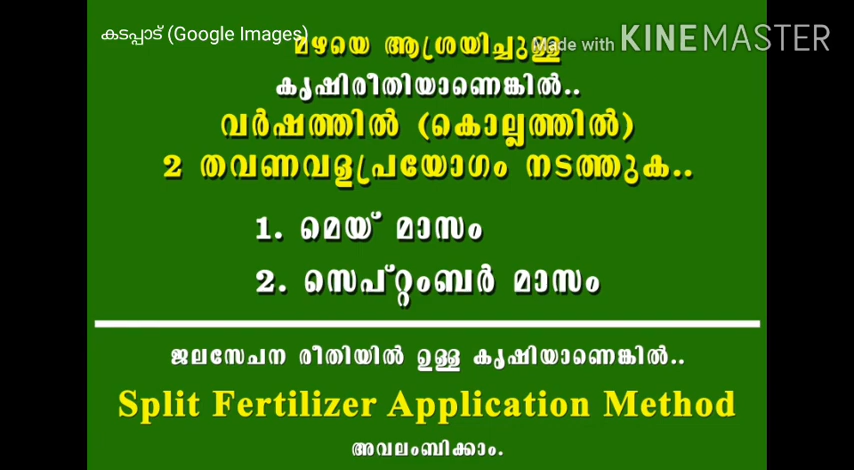 കടപ്പാട് (Google Images)
Made with KINEMASTER
മഴയെ ആശ്രയിച്ചുള്ള
കൃഷിരീതിയാണെങ്കിൽ..
വർഷത്തിൽ (കൊല്ലത്തിൽ)
2 തവണവളപ്രയോഗം നടത്തുക..
1. മെയ് മാസം
2. സെപ്റ്റംബർ മാസം
ജലസേചന രീതിയിൽ ഉള്ള കൃഷിയാണെങ്കിൽ..
Split Fertilizer Application Method
അവലംബിക്കാം.